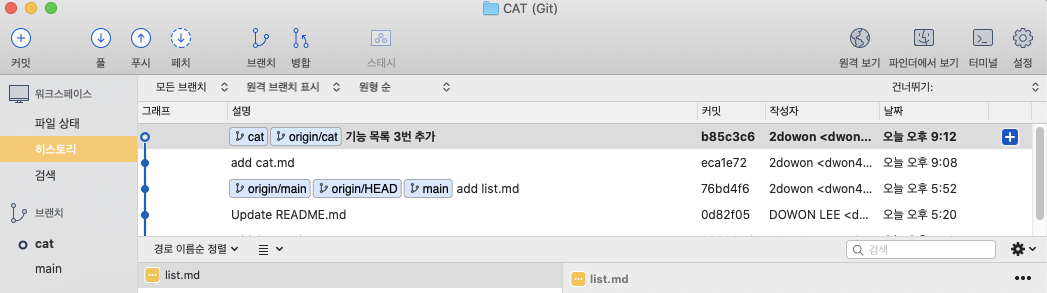 CAT (Git)
커밋 풀 푸시 페치 브랜치 병합 스태시 원격 보기 파인더에서 보기 터미널 설정
워크스페이스
파일 상태
히스토리
검색
브랜치
cat
main
모든 브랜치 원격 브랜치 표시 원형 순 건너뛰기:
그래프 설명 커밋 작성자 날짜
cat origin/cat 기능 목록 3번 추가 b85c3c6 2dowon <dwon... 오늘 오후 9:12
add cat.md eca1e72 2dowon <dwon4... 오늘 오후 9:08
origin/main origin/HEAD main add list.md 76bd4f6 2dowon <dwon4... 오늘 오후 5:52
Update README.md 0d82f05 DOWON LEE <d... 오늘 오후 5:20
경로 이름순 정렬 검색
list.md list.md